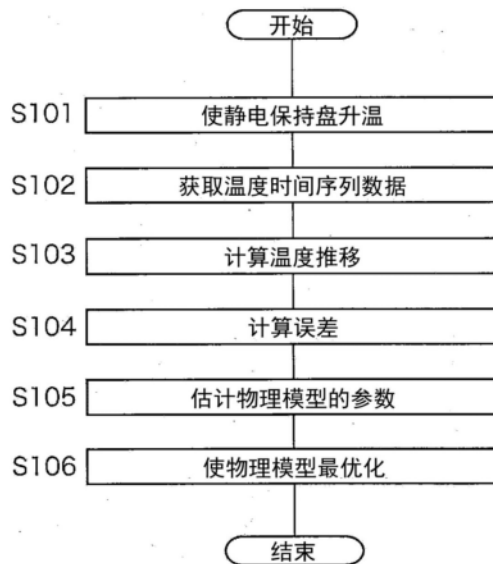 开始
S101 使静电保持盘升温
S102 获取温度时间序列数据
S103 计算温度推移
S104 计算误差
S105 估计物理模型的参数
S106 使物理模型最优化
结束